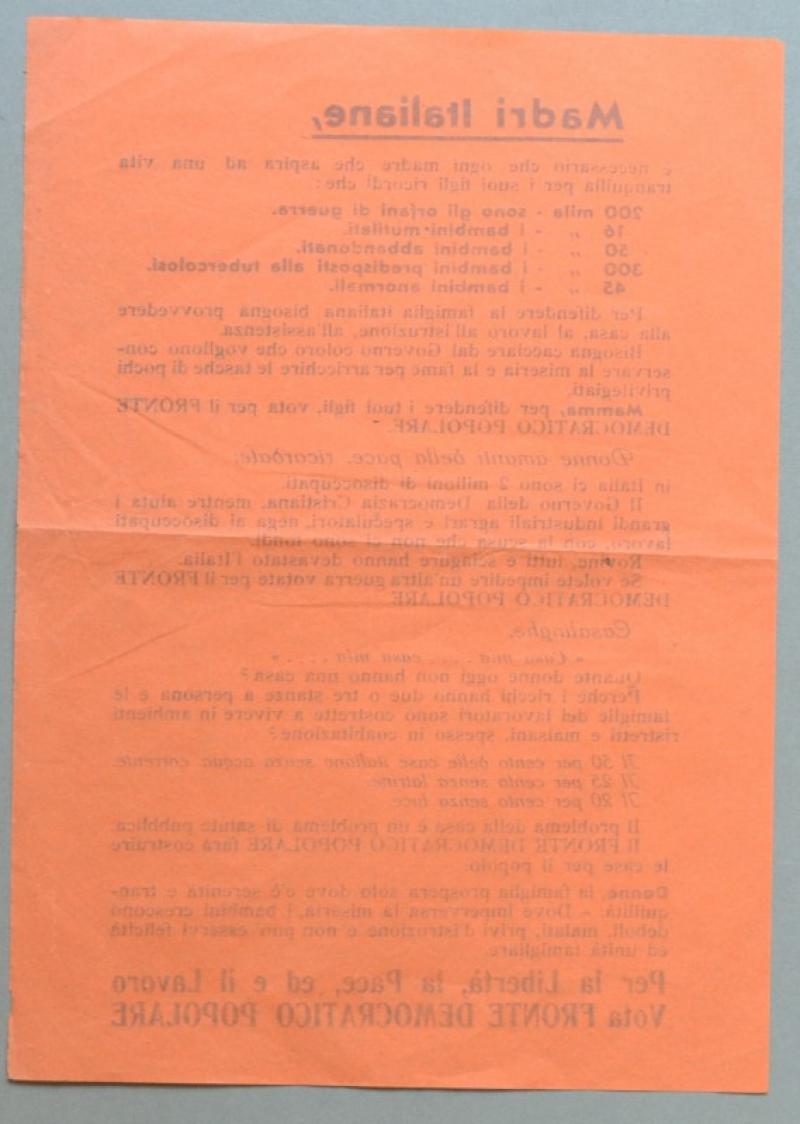 Madri Italiane,
è necessario che ogni madre che aspira ad una vita
tranquilla per i suoi figli ricordi che:
200 mila - sono gli orfani di guerra.
16 „ - i bambini mutilati.
50 „ - i bambini abbandonati.
300 „ - i bambini predisposti alla tubercolosi.
45 „ - i bambini anormali.
Per difendere la famiglia italiana bisogna provvedere
alla casa, al lavoro all'istruzione, all'assistenza.
Bisogna cacciare dal Governo coloro che vogliono con-
servare la miseria e la fame per arricchire le tasche di pochi
privilegiati.
Mamma, per difendere i tuoi figli, vota per il FRONTE
DEMOCRATICO POPOLARE.
Donne amanti della pace, ricordate:
in Italia ci sono 2 milioni di disoccupati.
Il Governo della Democrazia Cristiana, mentre aiuta i
grandi industriali agrari e speculatori, nega ai disoccupati
lavoro, con la scusa che non ci sono fondi.
Rovine, lutti e sciagure hanno devastato l'Italia.
Se volete impedire un'altra guerra votate per il FRONTE
DEMOCRATICO POPOLARE
Casalinghe,
« Casa mia . . . . casa mia . . . . »
Quante donne oggi non hanno una casa?
Perchè i ricchi hanno due o tre stanze a persona e le
famiglie dei lavoratori sono costrette a vivere in ambienti
ristretti e malsani, spesso in coabitazione?
Il 50 per cento delle case italiane senza acqua corrente.
Il 25 per cento senza latrine.
Il 20 per cento senza luce.
Il problema della casa è un problema di salute pubblica.
Il FRONTE DEMOCRATICO POPOLARE farà costruire
le case per il popolo.
Donne, la famiglia prospera solo dove c'è serenità e tran-
quillità: - Dove imperversa la miseria, i bambini crescono
deboli, malati, privi d'istruzione e non può esservi felicità
ed unità famigliare.
Per la Libertà, la Pace, ed e il Lavoro
Vota FRONTE DEMOCRATICO POPOLARE